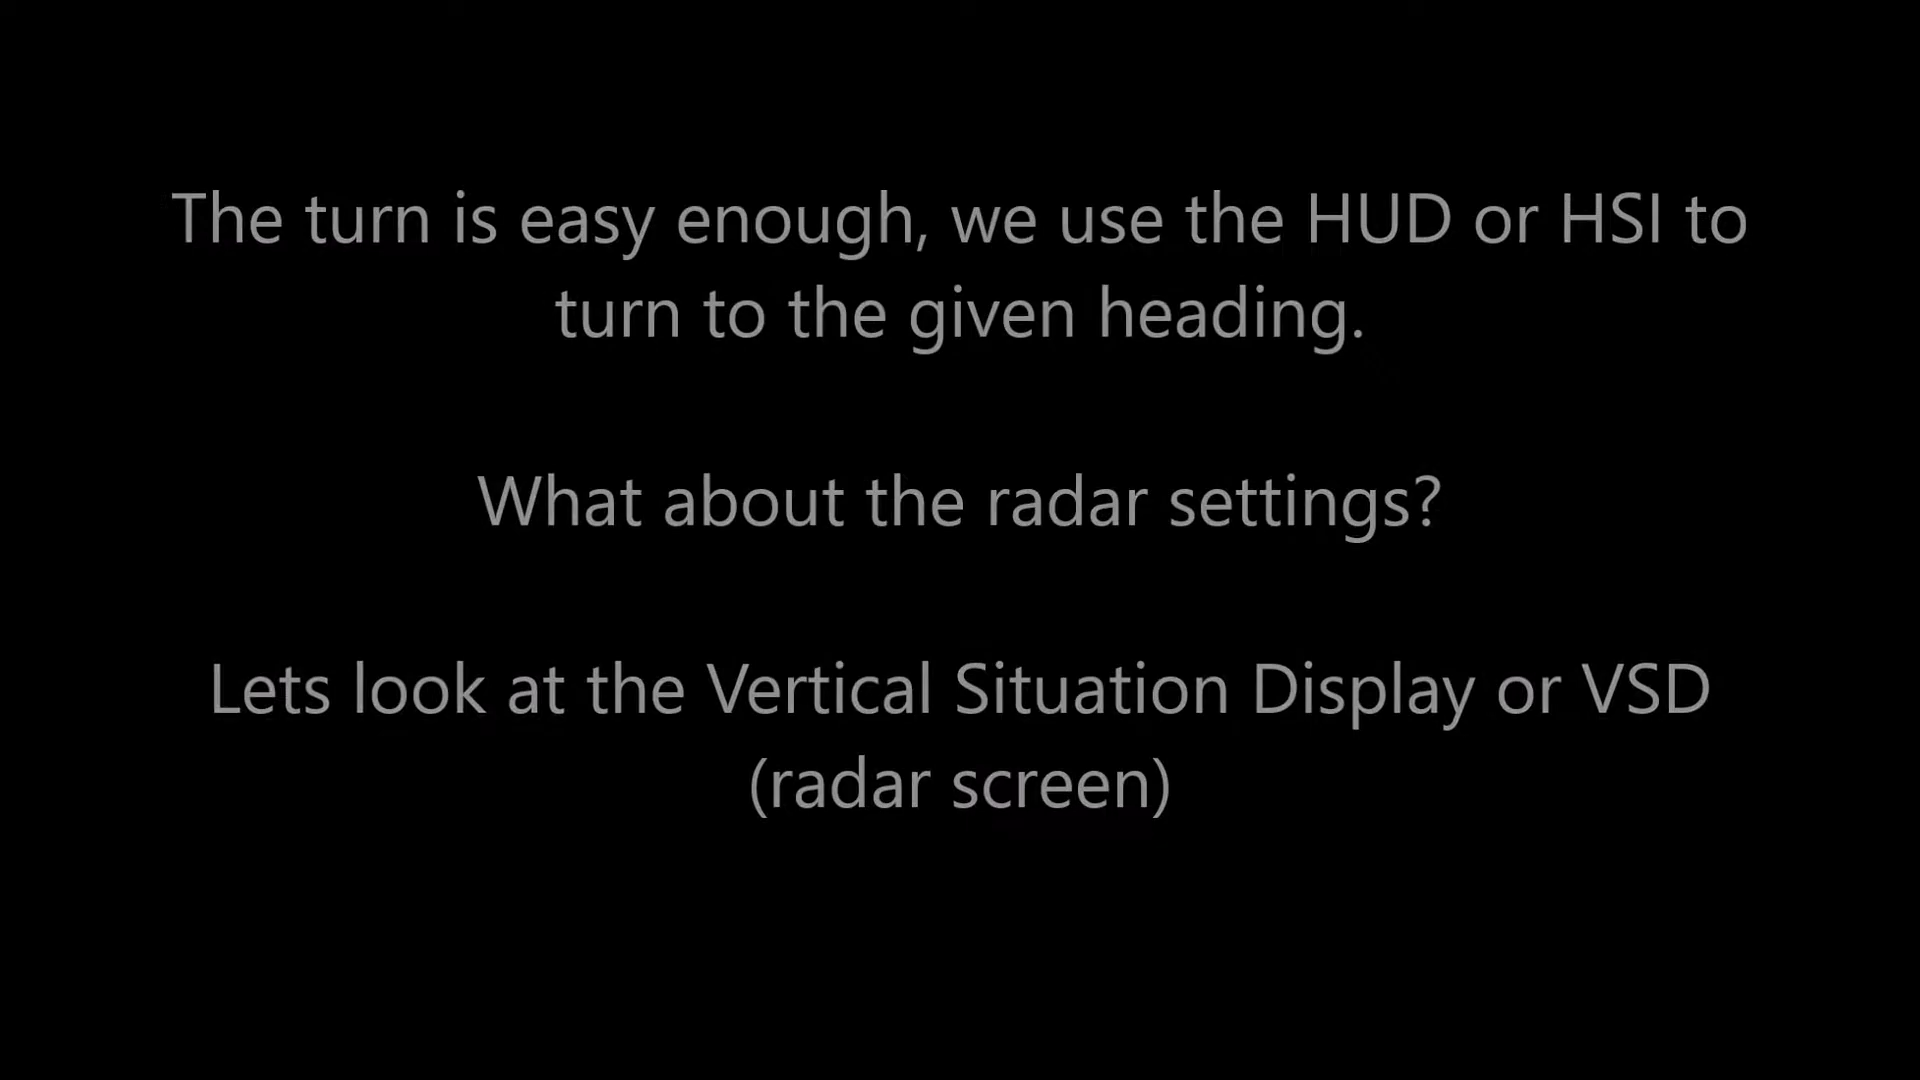 The turn is easy enough, we use the HUD or HSI to
turn to the given heading.
What about the radar settings?
Lets look at the Vertical Situation Display or VSD
(radar screen)